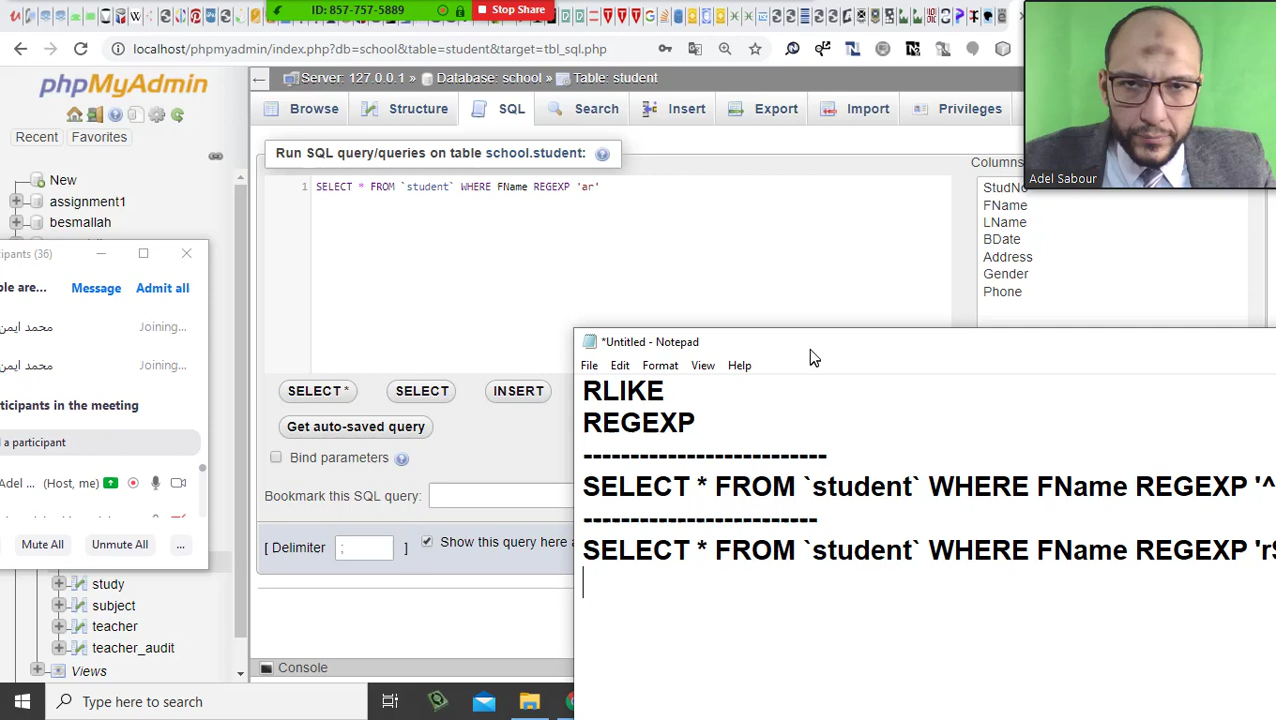 ID: 857-757-5889
Stop Share
localhost/phpmyadmin/index.php?db=school&table=student&target=tbl_sql.php
phpMyAdmin
Recent
Favorites
New
assignment1
besmallah
Server: 127.0.0.1 » Database: school » Table: student
Browse
Structure
SQL
Search
Insert
Export
Import
Privileges
Run SQL query/queries on table school.student:
1 SELECT * FROM `student` WHERE FName REGEXP 'ar'
Columns
StudNo
FName
LName
BDate
Address
Gender
Phone
Adel Sabour
ticipants (36)
ple are...
Message
Admit all
محمد ايمن
Joining...
محمد ايمن
Joining...
rticipants in the meeting
a participant
Adel ... (Host, me)
Mute All
Unmute All
...
study
subject
teacher
teacher_audit
Views
SELECT *
SELECT
INSERT
Get auto-saved query
Bind parameters
Bookmark this SQL query:
[ Delimiter ; ]
Show this query here a
Console
*Untitled - Notepad
File
Edit
Format
View
Help
RLIKE
REGEXP
--------------------------
SELECT * FROM `student` WHERE FName REGEXP '^
-------------------------
SELECT * FROM `student` WHERE FName REGEXP 'r$
Type here to search